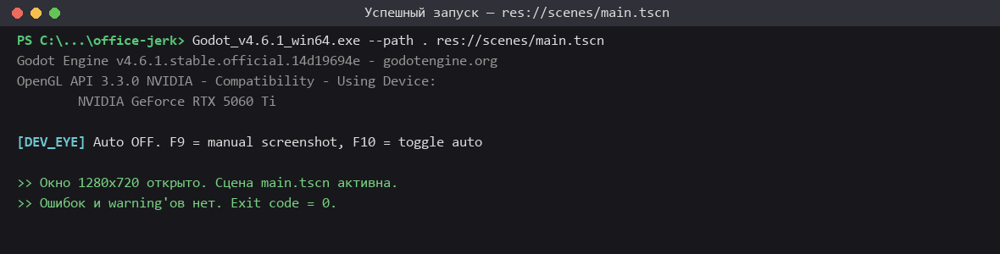 Успешный запуск — res://scenes/main.tscn
PS C:\...\office-jerk> Godot_v4.6.1_win64.exe --path . res://scenes/main.tscn
Godot Engine v4.6.1.stable.official.14d19694e - godotengine.org
OpenGL API 3.3.0 NVIDIA - Compatibility - Using Device:
NVIDIA GeForce RTX 5060 Ti
[DEV_EYE] Auto OFF. F9 = manual screenshot, F10 = toggle auto
>> Окно 1280x720 открыто. Сцена main.tscn активна.
>> Ошибок и warning'ов нет. Exit code = 0.